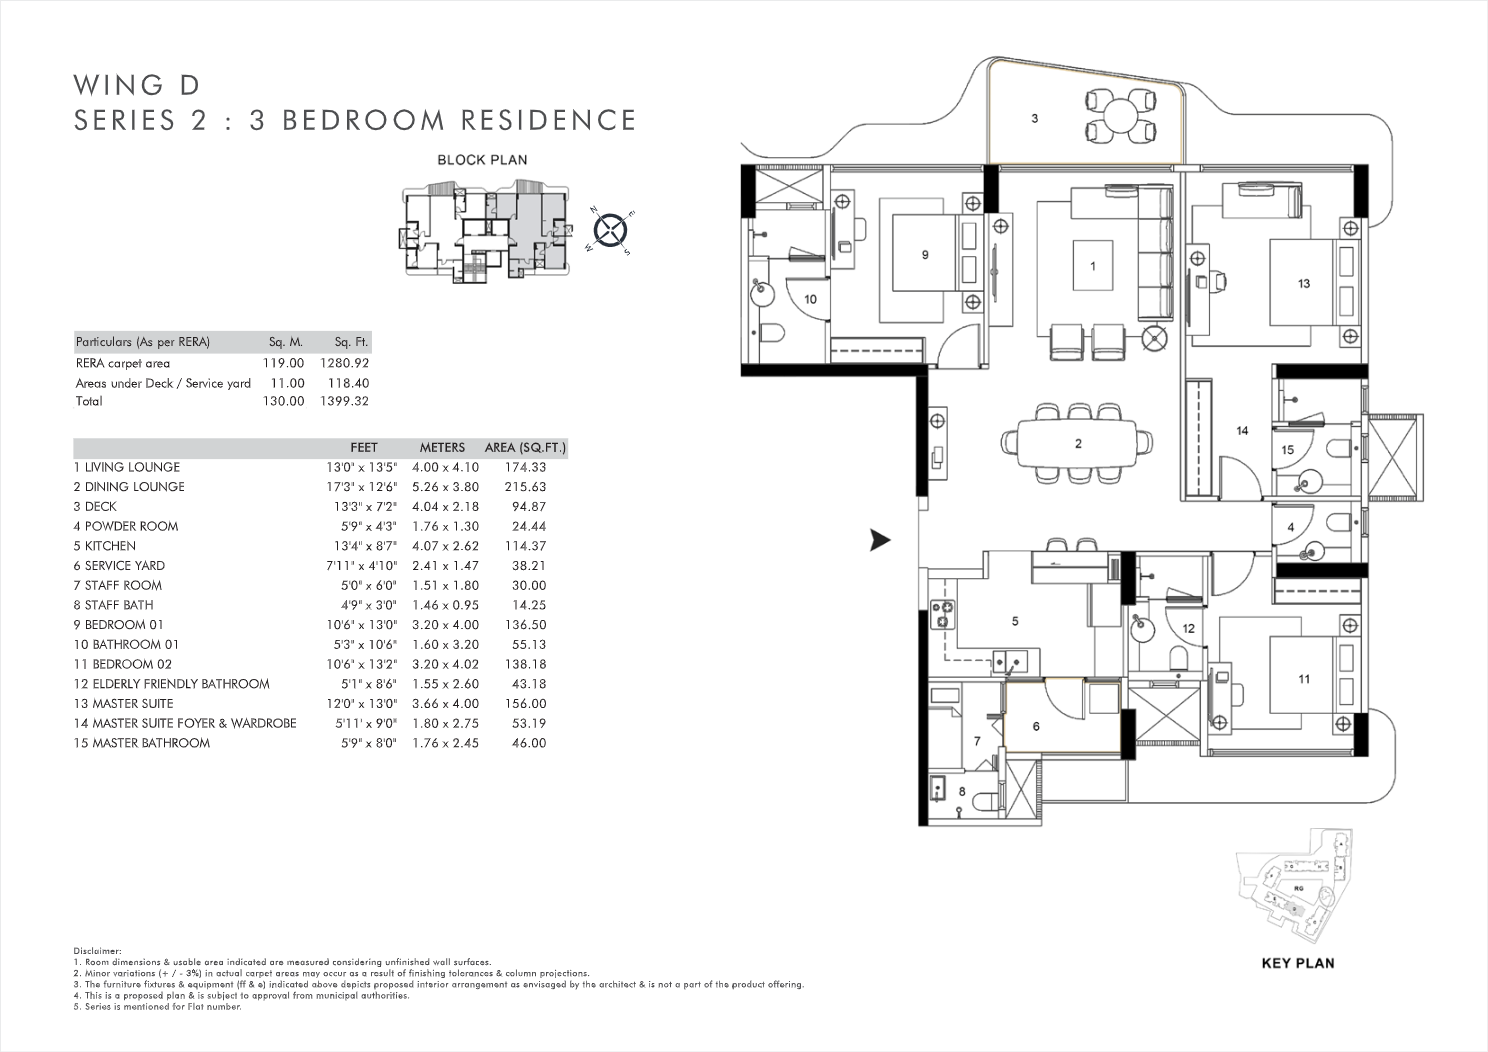 WING D
SERIES 2 : 3 BEDROOM RESIDENCE
BLOCK PLAN
N
E
W
S
Particulars (As per RERA) Sq. M. Sq. Ft.
RERA carpet area 119.00 1280.92
Areas under Deck / Service yard 11.00 118.40
Total 130.00 1399.32
FEET METERS AREA (SQ.FT.)
1 LIVING LOUNGE 13'0" x 13'5" 4.00 x 4.10 174.33
2 DINING LOUNGE 17'3" x 12'6" 5.26 x 3.80 215.63
3 DECK 13'3" x 7'2" 4.04 x 2.18 94.87
4 POWDER ROOM 5'9" x 4'3" 1.76 x 1.30 24.44
5 KITCHEN 13'4" x 8'7" 4.07 x 2.62 114.37
6 SERVICE YARD 7'11" x 4'10" 2.41 x 1.47 38.21
7 STAFF ROOM 5'0" x 6'0" 1.51 x 1.80 30.00
8 STAFF BATH 4'9" x 3'0" 1.46 x 0.95 14.25
9 BEDROOM 01 10'6" x 13'0" 3.20 x 4.00 136.50
10 BATHROOM 01 5'3" x 10'6" 1.60 x 3.20 55.13
11 BEDROOM 02 10'6" x 13'2" 3.20 x 4.02 138.18
12 ELDERLY FRIENDLY BATHROOM 5'1" x 8'6" 1.55 x 2.60 43.18
13 MASTER SUITE 12'0" x 13'0" 3.66 x 4.00 156.00
14 MASTER SUITE FOYER & WARDROBE 5'11' x 9'0" 1.80 x 2.75 53.19
15 MASTER BATHROOM 5'9" x 8'0" 1.76 x 2.45 46.00
3
9
1
13
10
2
14
15
4
5
12
11
6
7
8
RG
KEY PLAN
Disclaimer:
1. Room dimensions & usable area indicated are measured considering unfinished wall surfaces.
2. Minor variations (+ / - 3%) in actual carpet areas may occur as a result of finishing tolerances & column projections.
3. The furniture fixtures & equipment (ff & e) indicated above depicts proposed interior arrangement as envisaged by the architect & is not a part of the product offering.
4. This is a proposed plan & is subject to approval from municipal authorities.
5. Series is mentioned for Flat number.